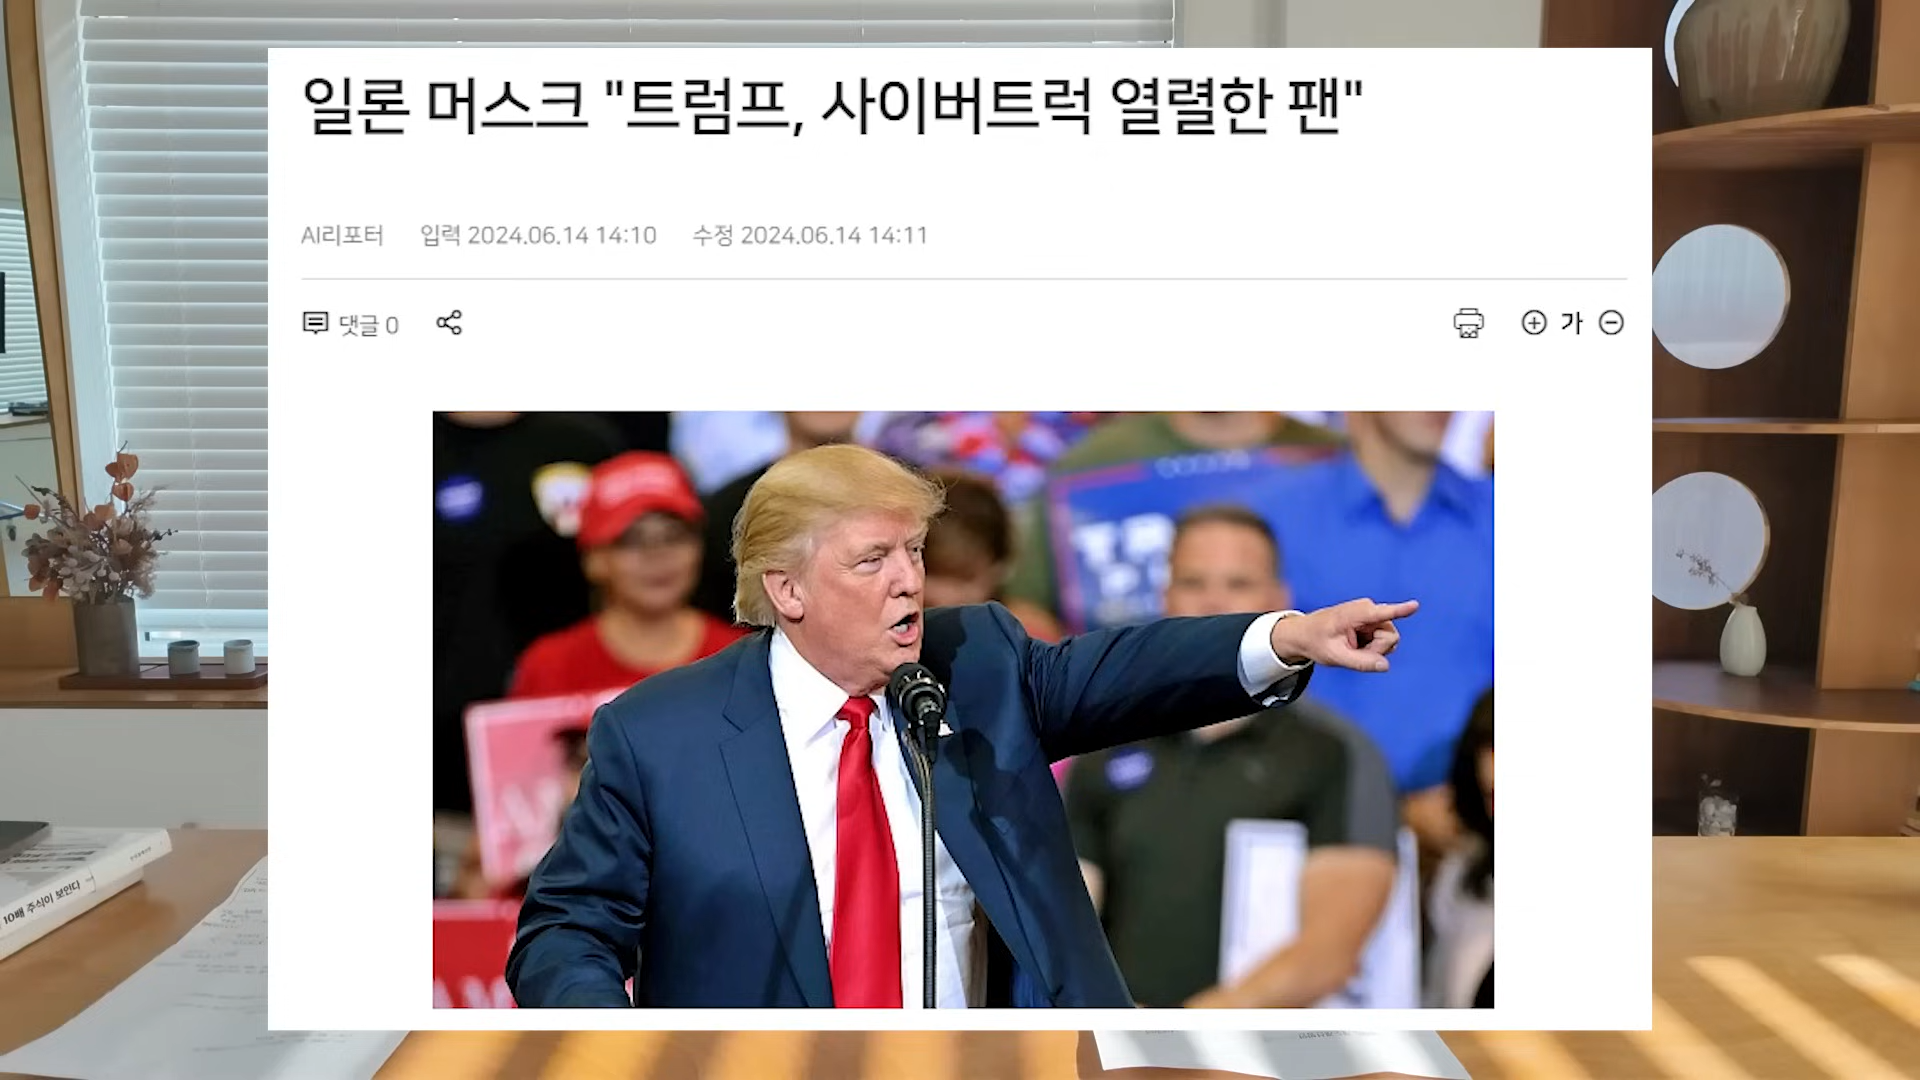 일론 머스크 "트럼프, 사이버트럭 열렬한 팬"
AI리포터 입력 2024.06.14 14:10 수정 2024.06.14 14:11
댓글 0
가
TR
10배 주식이 보인다